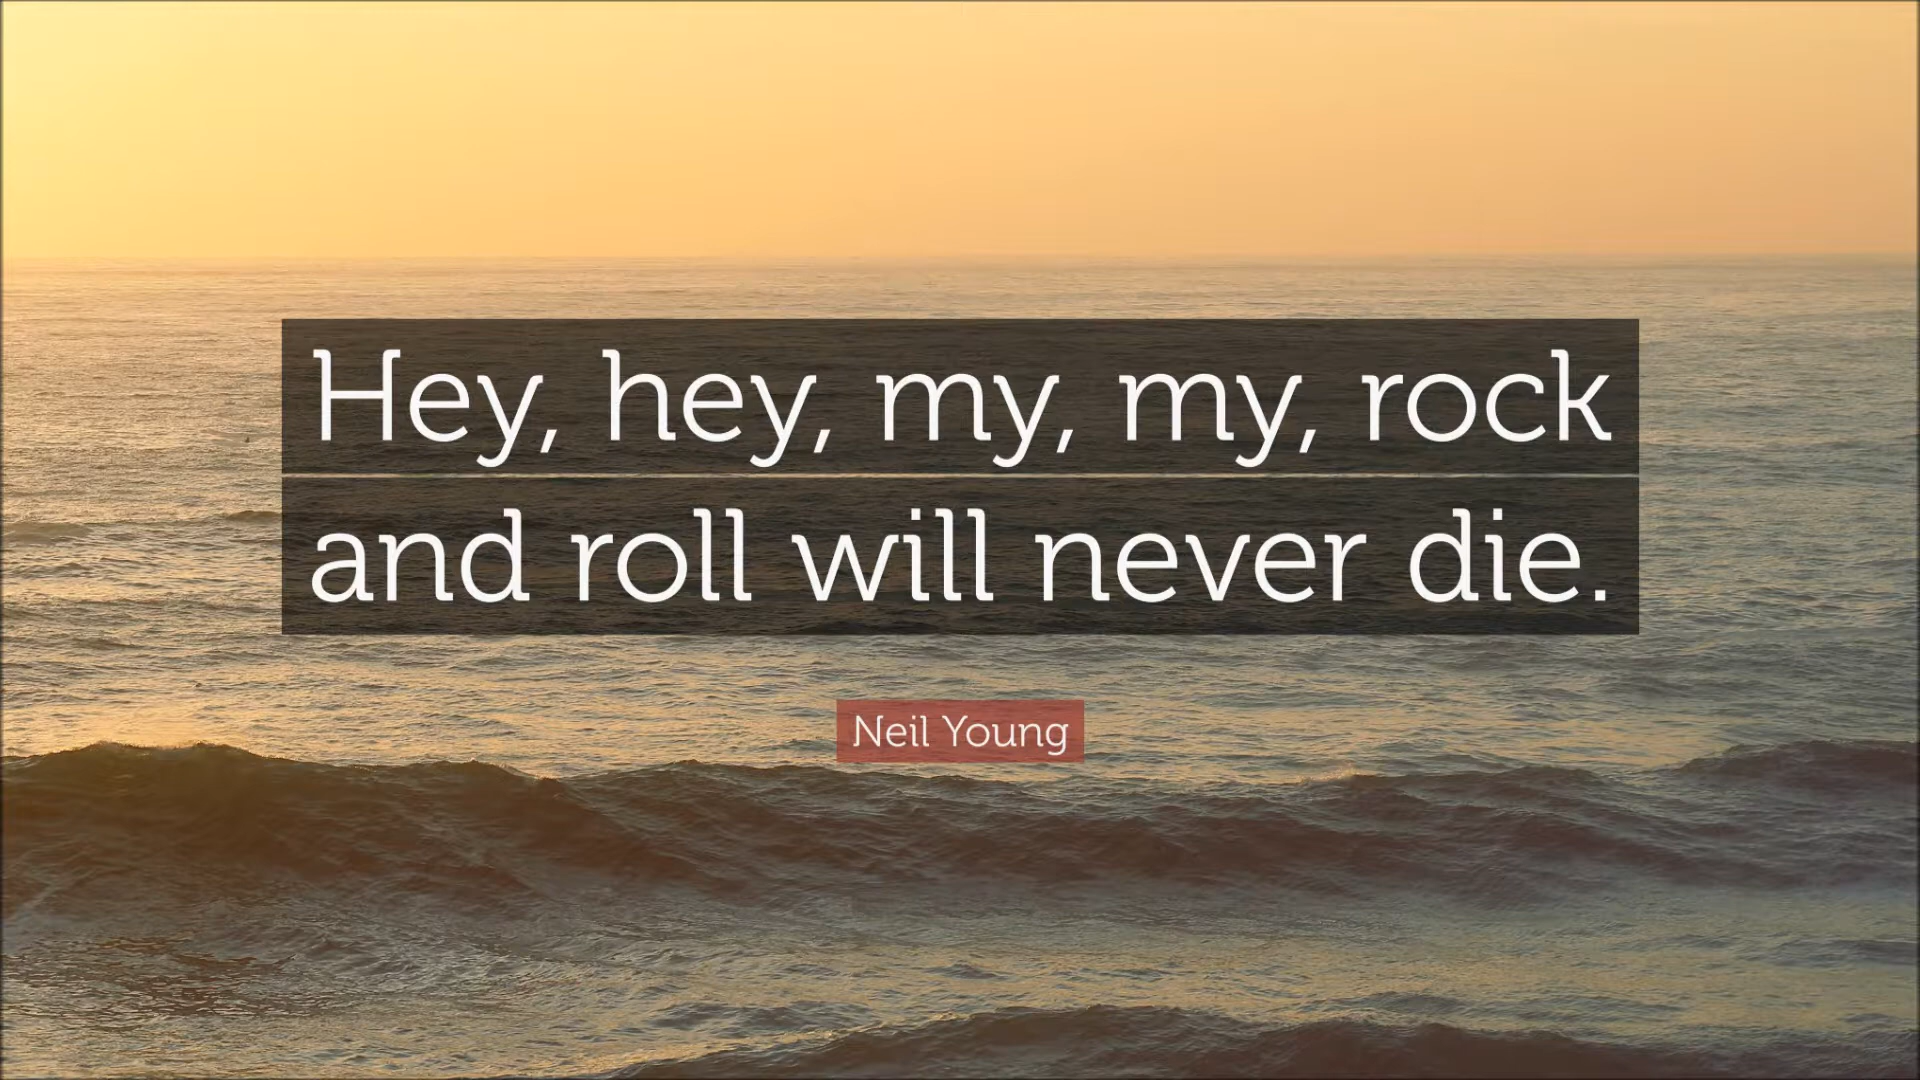 Hey, hey, my, my, rock
and roll will never die.
Neil Young